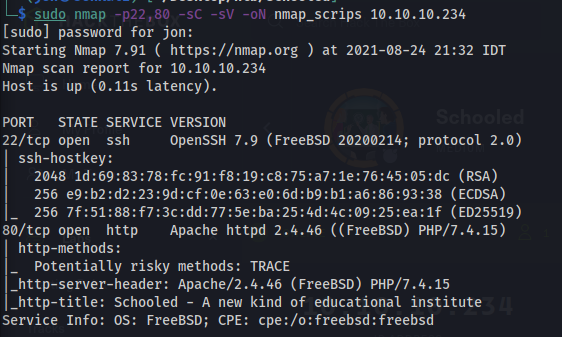 $ sudo nmap -p22,80 -sC -sV -oN nmap_scrips 10.10.10.234
[sudo] password for jon:
Starting Nmap 7.91 ( https://nmap.org ) at 2021-08-24 21:32 IDT
Nmap scan report for 10.10.10.234
Host is up (0.11s latency).

PORT   STATE SERVICE VERSION
22/tcp open  ssh     OpenSSH 7.9 (FreeBSD 20200214; protocol 2.0)
| ssh-hostkey:
|   2048 1d:69:83:78:fc:91:f8:19:c8:75:a7:1e:76:45:05:dc (RSA)
|   256 e9:b2:d2:23:9d:cf:0e:63:e0:6d:b9:b1:a6:86:93:38 (ECDSA)
|_  256 7f:51:88:f7:3c:dd:77:5e:ba:25:4d:4c:09:25:ea:1f (ED25519)
80/tcp open  http    Apache httpd 2.4.46 ((FreeBSD) PHP/7.4.15)
| http-methods:
|_  Potentially risky methods: TRACE
|_http-server-header: Apache/2.4.46 (FreeBSD) PHP/7.4.15
|_http-title: Schooled - A new kind of educational institute
Service Info: OS: FreeBSD; CPE: cpe:/o:freebsd:freebsd
Schooled